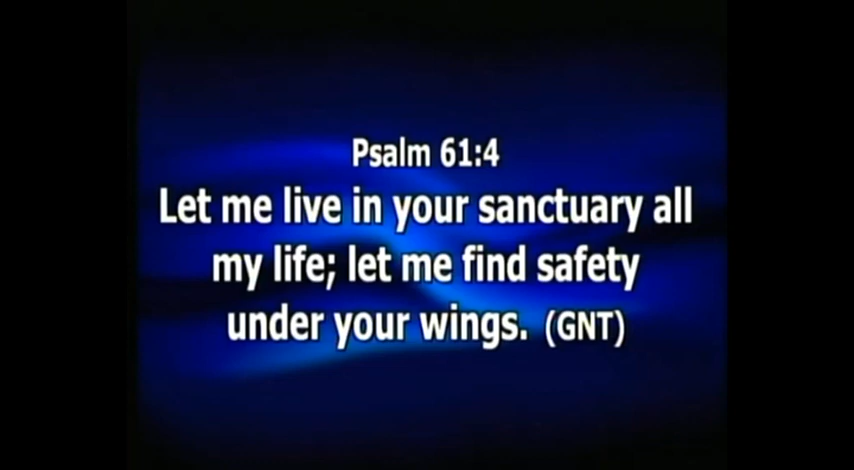 Psalm 61:4
Let me live in your sanctuary all
my life; let me find safety
under your wings. (GNT)